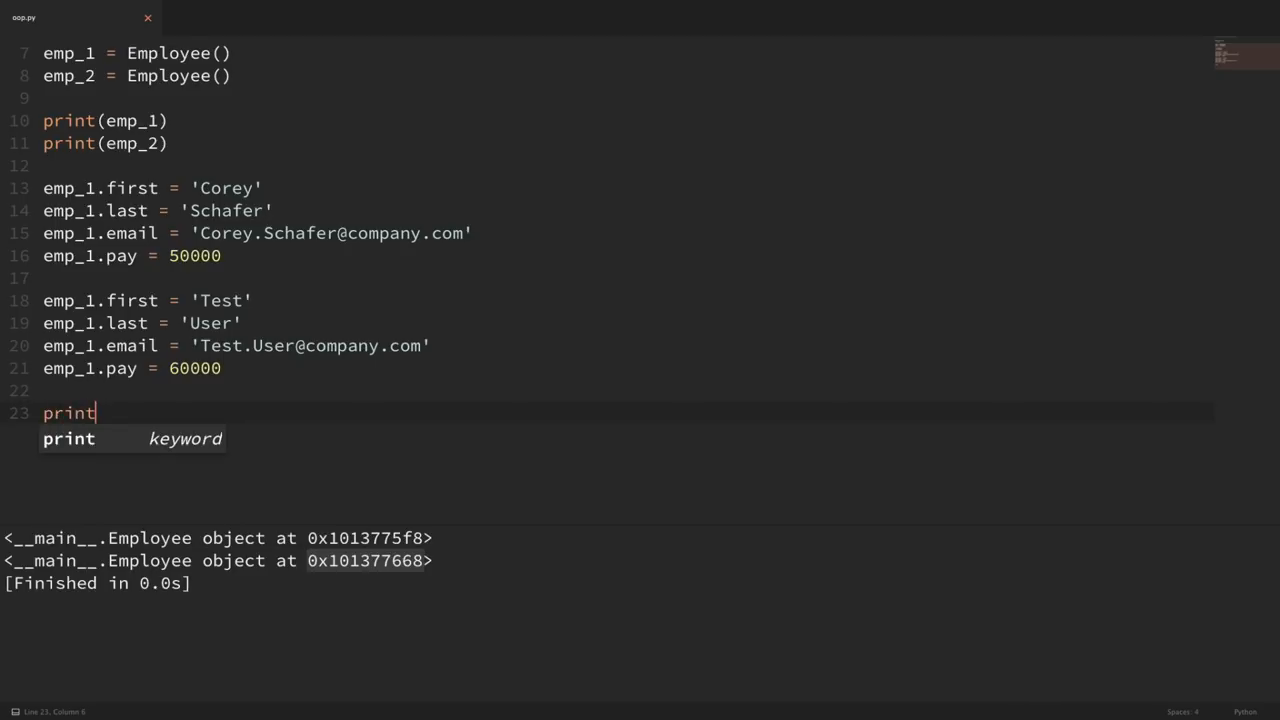 oop.py ×
7 emp_1 = Employee()
8 emp_2 = Employee()
9
10 print(emp_1)
11 print(emp_2)
12
13 emp_1.first = 'Corey'
14 emp_1.last = 'Schafer'
15 emp_1.email = 'Corey.Schafer@company.com'
16 emp_1.pay = 50000
17
18 emp_1.first = 'Test'
19 emp_1.last = 'User'
20 emp_1.email = 'Test.User@company.com'
21 emp_1.pay = 60000
22
23 print
print keyword
<__main__.Employee object at 0x1013775f8>
<__main__.Employee object at 0x101377668>
[Finished in 0.0s]
Line 23, Column 6 Spaces: 4 Python